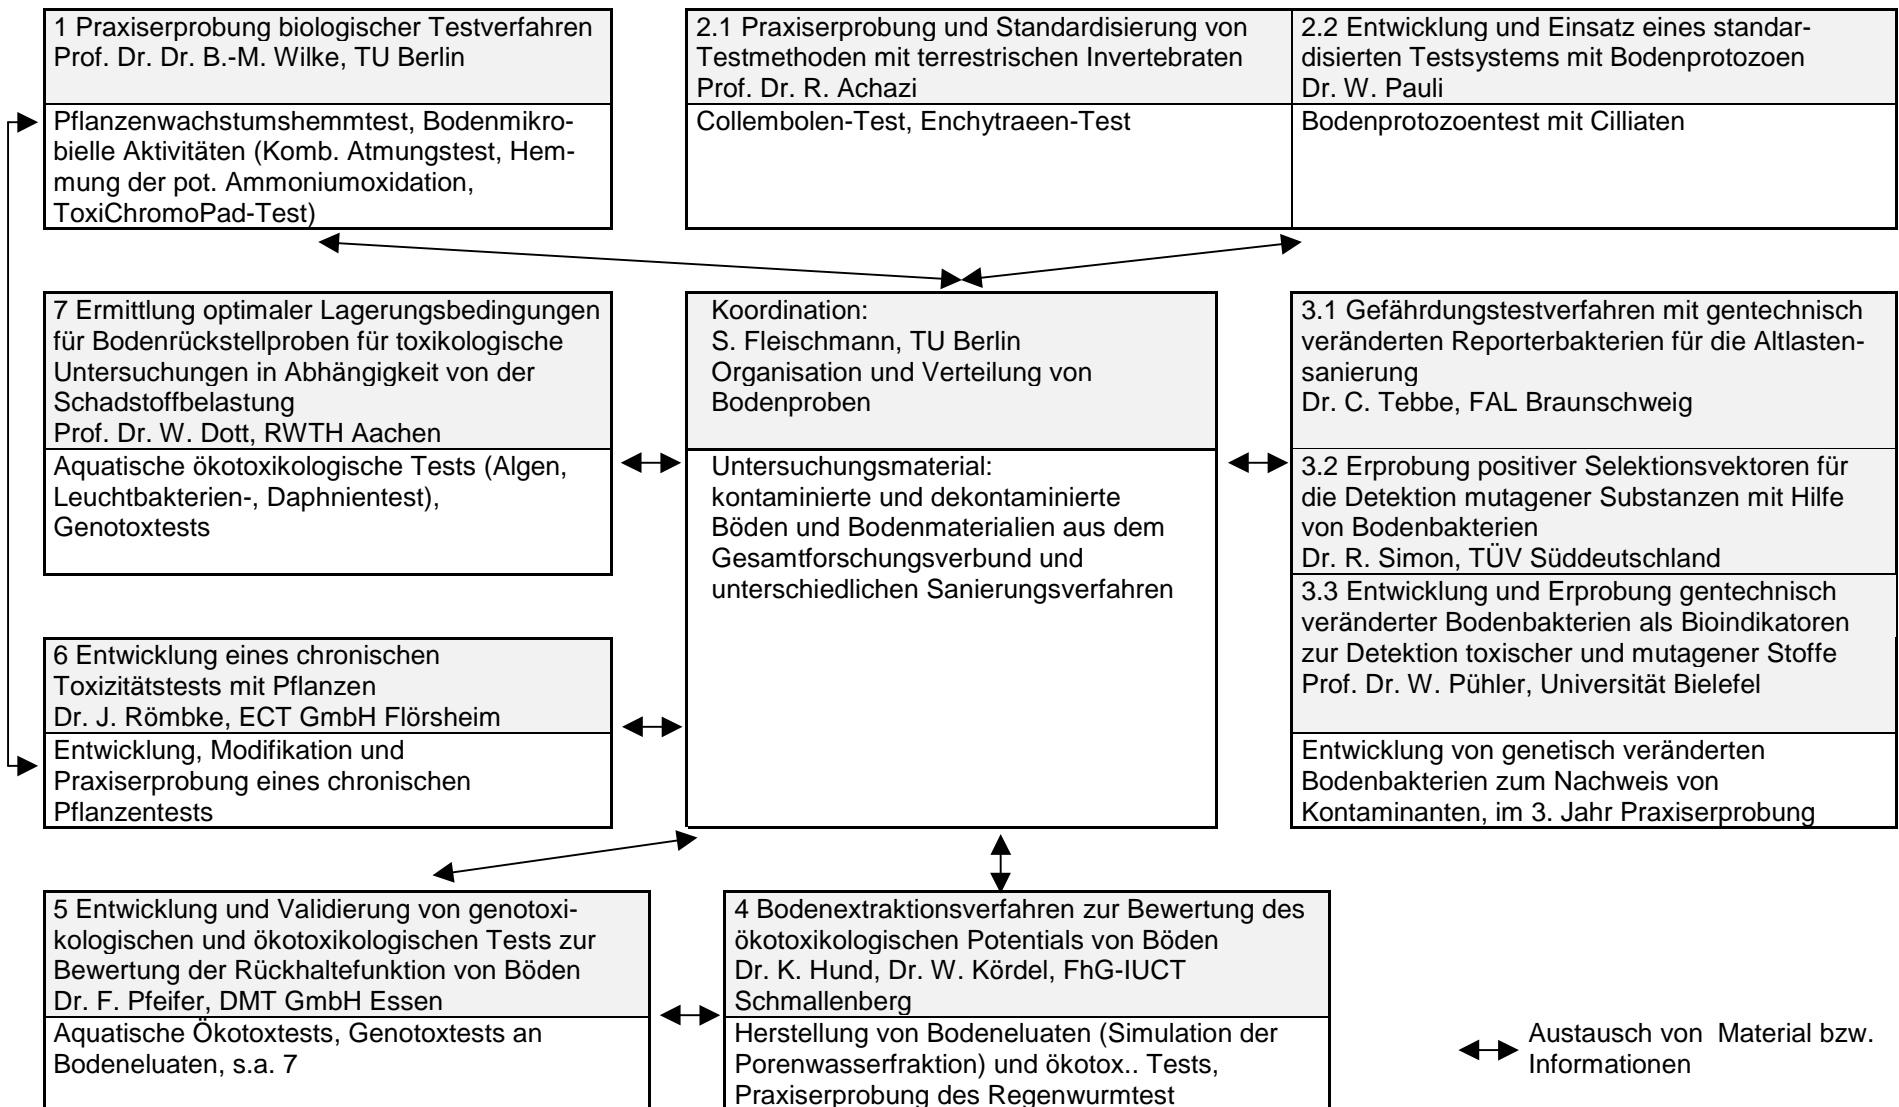 1 Praxiserprobung biologischer Testverfahren
Prof. Dr. Dr. B.-M. Wilke, TU Berlin
Pflanzenwachstumshemmtest, Bodenmikro-
bielle Aktivitäten (Komb. Atmungstest, Hem-
mung der pot. Ammoniumoxidation,
ToxiChromoPad-Test)
2.1 Praxiserprobung und Standardisierung von
Testmethoden mit terrestrischen Invertebraten
Prof. Dr. R. Achazi
Collembolen-Test, Enchytraeen-Test
2.2 Entwicklung und Einsatz eines standar-
disierten Testsystems mit Bodenprotozoen
Dr. W. Pauli
Bodenprotozoentest mit Cilliaten
7 Ermittlung optimaler Lagerungsbedingungen
für Bodenrückstellproben für toxikologische
Untersuchungen in Abhängigkeit von der
Schadstoffbelastung
Prof. Dr. W. Dott, RWTH Aachen
Aquatische ökotoxikologische Tests (Algen,
Leuchtbakterien-, Daphnientest),
Genotoxtests
Koordination:
S. Fleischmann, TU Berlin
Organisation und Verteilung von
Bodenproben
Untersuchungsmaterial:
kontaminierte und dekontaminierte
Böden und Bodenmaterialien aus dem
Gesamtforschungsverbund und
unterschiedlichen Sanierungsverfahren
3.1 Gefährdungstestverfahren mit gentechnisch
veränderten Reporterbakterien für die Altlasten-
sanierung
Dr. C. Tebbe, FAL Braunschweig
3.2 Erprobung positiver Selektionsvektoren für
die Detektion mutagener Substanzen mit Hilfe
von Bodenbakterien
Dr. R. Simon, TÜV Süddeutschland
3.3 Entwicklung und Erprobung gentechnisch
veränderter Bodenbakterien als Bioindikatoren
zur Detektion toxischer und mutagener Stoffe
Prof. Dr. W. Pühler, Universität Bielefel
Entwicklung von genetisch veränderten
Bodenbakterien zum Nachweis von
Kontaminanten, im 3. Jahr Praxiserprobung
6 Entwicklung eines chronischen
Toxizitätstests mit Pflanzen
Dr. J. Römbke, ECT GmbH Flörsheim
Entwicklung, Modifikation und
Praxiserprobung eines chronischen
Pflanzentests
5 Entwicklung und Validierung von genotoxi-
kologischen und ökotoxikologischen Tests zur
Bewertung der Rückhaltefunktion von Böden
Dr. F. Pfeifer, DMT GmbH Essen
Aquatische Ökotoxtests, Genotoxtests an
Bodeneluaten, s.a. 7
4 Bodenextraktionsverfahren zur Bewertung des
ökotoxikologischen Potentials von Böden
Dr. K. Hund, Dr. W. Kördel, FhG-IUCT
Schmallenberg
Herstellung von Bodeneluaten (Simulation der
Porenwasserfraktion) und ökotox.. Tests,
Praxiserprobung des Regenwurmtest
Austausch von Material bzw.
Informationen